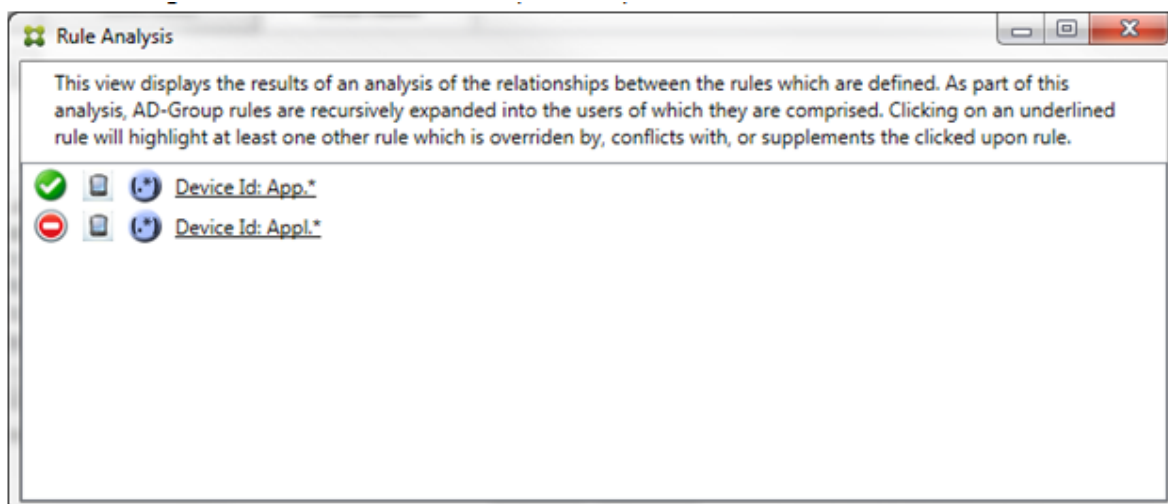 Rule Analysis
This view displays the results of an analysis of the relationships between the rules which are defined. As part of this
analysis, AD-Group rules are recursively expanded into the users of which they are comprised. Clicking on an underlined
rule will highlight at least one other rule which is overriden by, conflicts with, or supplements the clicked upon rule.
(.*) Device Id: App.*
(.*) Device Id: Appl.*